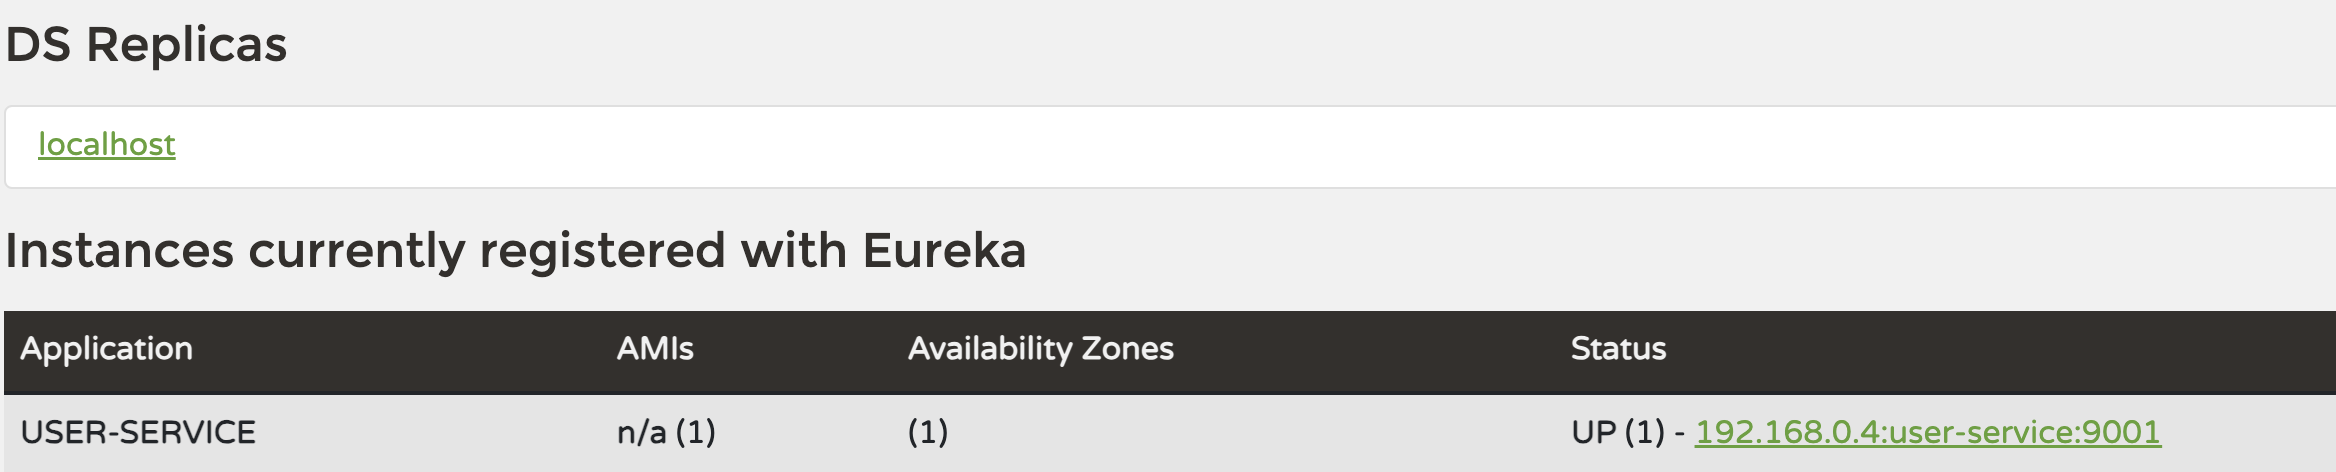 DS Replicas
localhost
Instances currently registered with Eureka
Application AMIs Availability Zones Status
USER-SERVICE n/a (1) (1) UP (1) - 192.168.0.4:user-service:9001